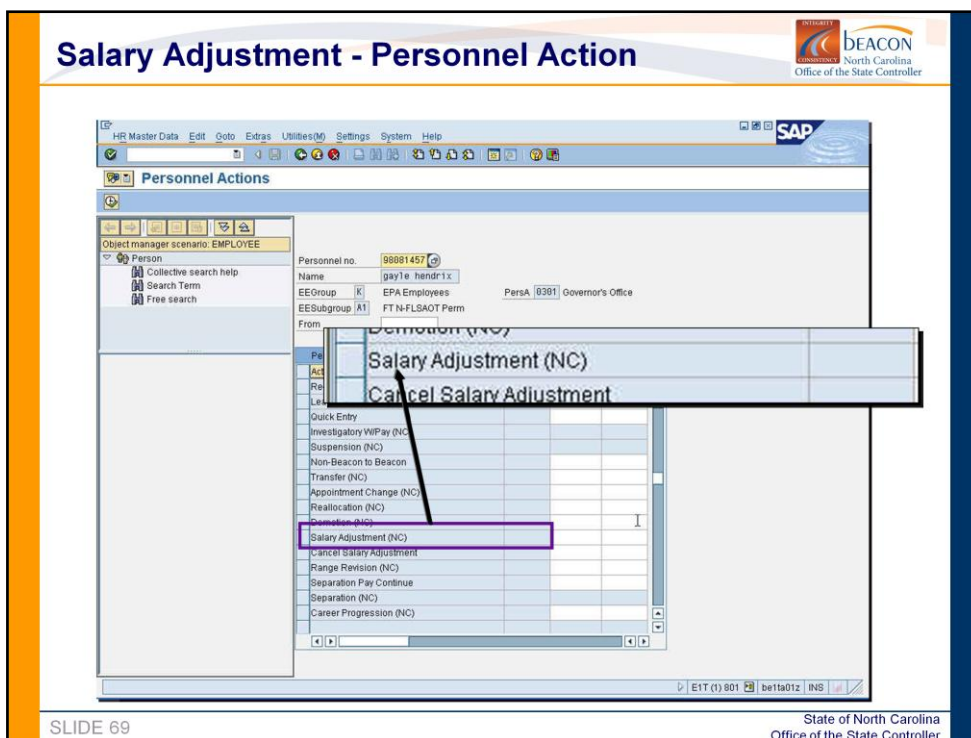 Salary Adjustment - Personnel Action
INTEGRITY
CONSISTENCY
BEACON
North Carolina
Office of the State Controller
HR Master Data Edit Goto Extras Utilities(M) Settings System Help
SAP
Personnel Actions
Object manager scenario: EMPLOYEE
Person
Collective search help
Search Term
Free search
Personnel no. 98881457
Name gayle hendrix
EEGroup K EPA Employees PersA 0301 Governor's Office
EESubgroup A1 FT N-FLSAOT Perm
From
Demotion (NC)
Salary Adjustment (NC)
Cancel Salary Adjustment
Pe
Act
Re
Quick Entry
Investigatory W/Pay (NC)
Suspension (NC)
Non-Beacon to Beacon
Transfer (NC)
Appointment Change (NC)
Reallocation (NC)
Demotion (NC)
Salary Adjustment (NC)
Cancel Salary Adjustment
Range Revision (NC)
Separation Pay Continue
Separation (NC)
Career Progression (NC)
E1T (1) 801 be1ta01z INS
SLIDE 69
State of North Carolina
Office of the State Controller